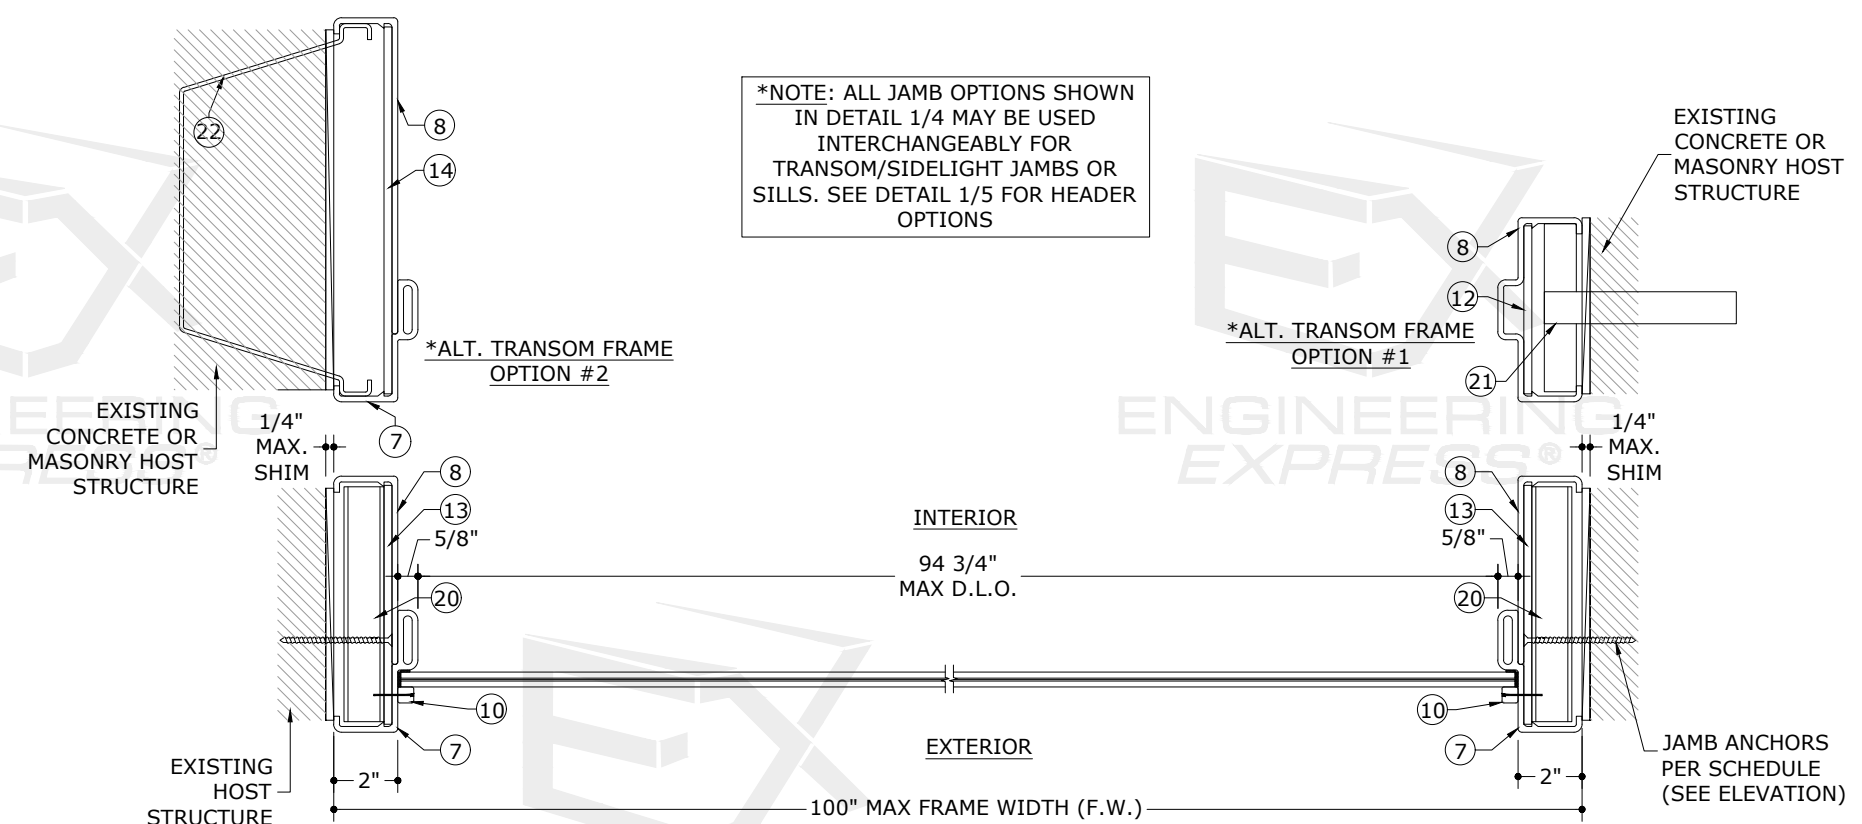 22
8
14
*NOTE: ALL JAMB OPTIONS SHOWN
IN DETAIL 1/4 MAY BE USED
INTERCHANGEABLY FOR
TRANSOM/SIDELIGHT JAMBS OR
SILLS. SEE DETAIL 1/5 FOR HEADER
OPTIONS
EXISTING
CONCRETE OR
MASONRY HOST
STRUCTURE
8
12
*ALT. TRANSOM FRAME
OPTION #1
21
*ALT. TRANSOM FRAME
OPTION #2
7
EXISTING
CONCRETE OR
MASONRY HOST
STRUCTURE
1/4"
MAX.
SHIM
1/4"
MAX.
SHIM
ENGINEERING
EXPRESS®
8
13
5/8"
20
INTERIOR
94 3/4"
MAX D.L.O.
8
13
5/8"
20
10
7
EXTERIOR
10
7
EXISTING
HOST
STRUCTURE
2"
2"
JAMB ANCHORS
PER SCHEDULE
(SEE ELEVATION)
100" MAX FRAME WIDTH (F.W.)